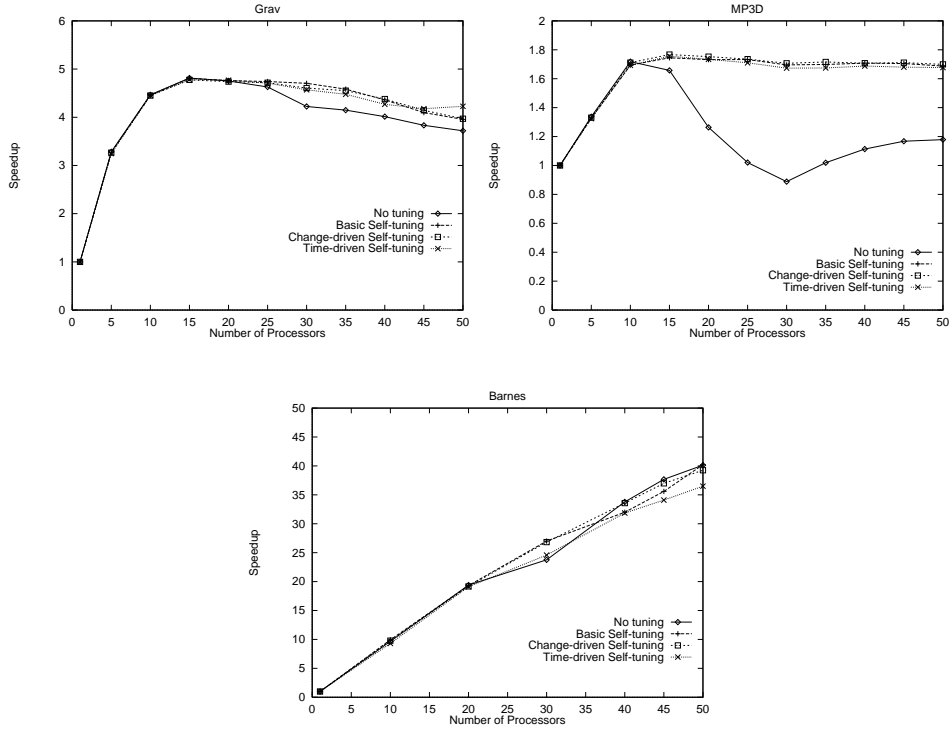 Grav
6
5
4
3
2
1
0
Speedup
No tuning
Basic Self-tuning
Change-driven Self-tuning
Time-driven Self-tuning
0 5 10 15 20 25 30 35 40 45 50
Number of Processors
MP3D
2
1.8
1.6
1.4
1.2
1
0.8
0.6
0.4
0.2
0
Speedup
No tuning
Basic Self-tuning
Change-driven Self-tuning
Time-driven Self-tuning
0 5 10 15 20 25 30 35 40 45 50
Number of Processors
Barnes
50
45
40
35
30
25
20
15
10
5
0
Speedup
No tuning
Basic Self-tuning
Change-driven Self-tuning
Time-driven Self-tuning
0 5 10 15 20 25 30 35 40 45 50
Number of Processors